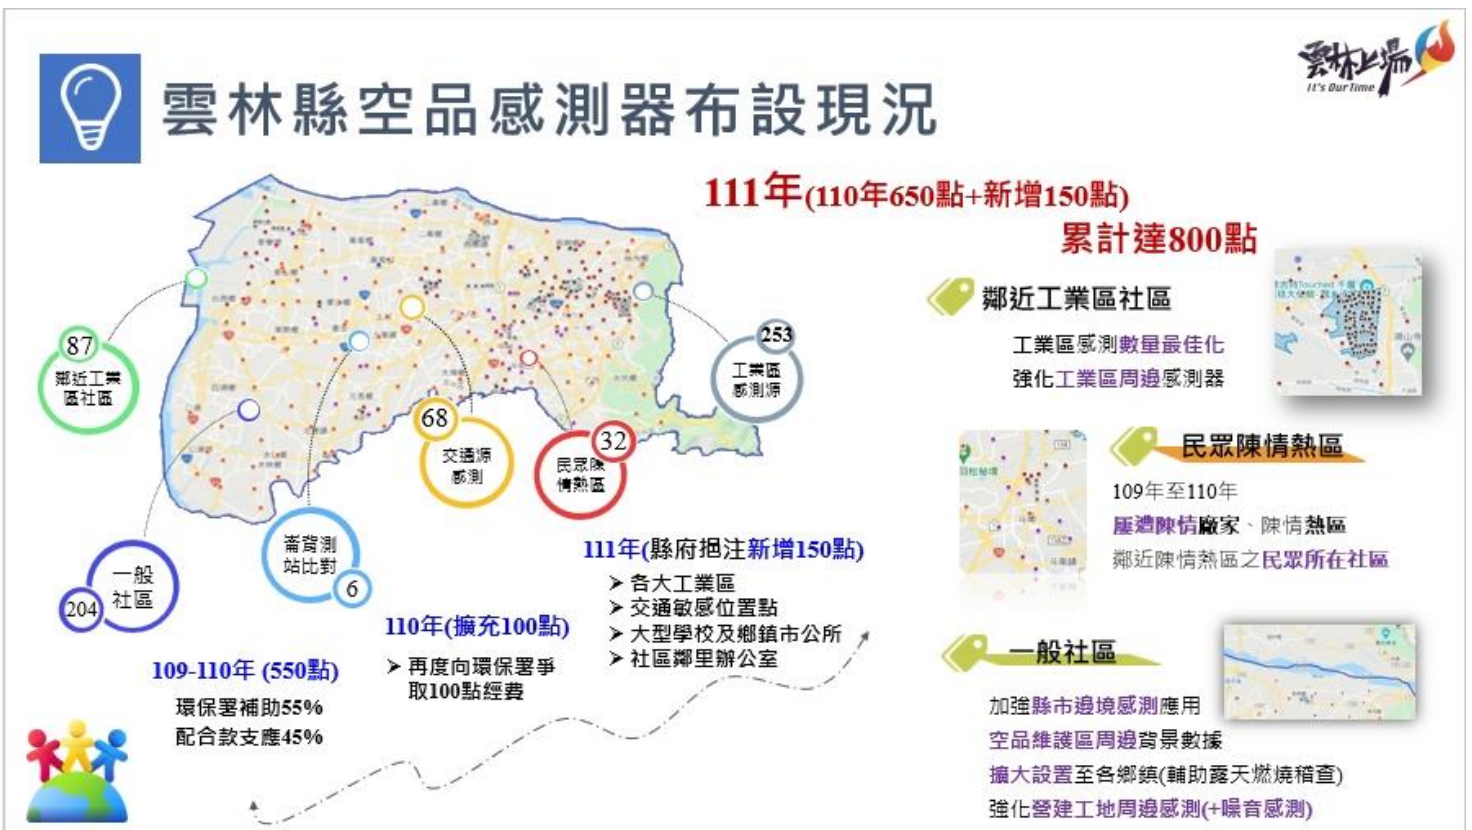 雲林縣空品感測器布設現況
雲林上場
It's Our Time
111年(110年650點+新增150點)
累計達800點
87
鄰近工業
區社區
204
一般
社區
崙背測
站比對
6
68
交通源
感測
32
民眾陳
情熱區
253
工業區
感測源
109-110年 (550點)
環保署補助55%
配合款支應45%
110年(擴充100點)
➤ 再度向環保署爭
取100點經費
111年(縣府挹注新增150點)
➤ 各大工業區
➤ 交通敏感位置點
➤ 大型學校及鄉鎮市公所
➤ 社區鄰里辦公室
鄰近工業區社區
工業區感測數量最佳化
強化工業區周邊感測器
民眾陳情熱區
109年至110年
屢遭陳情廠家、陳情熱區
鄰近陳情熱區之民眾所在社區
一般社區
加強縣市邊境感測應用
空品維護區周邊背景數據
擴大設置至各鄉鎮(輔助露天燃燒稽查)
強化營建工地周邊感測(+噪音感測)